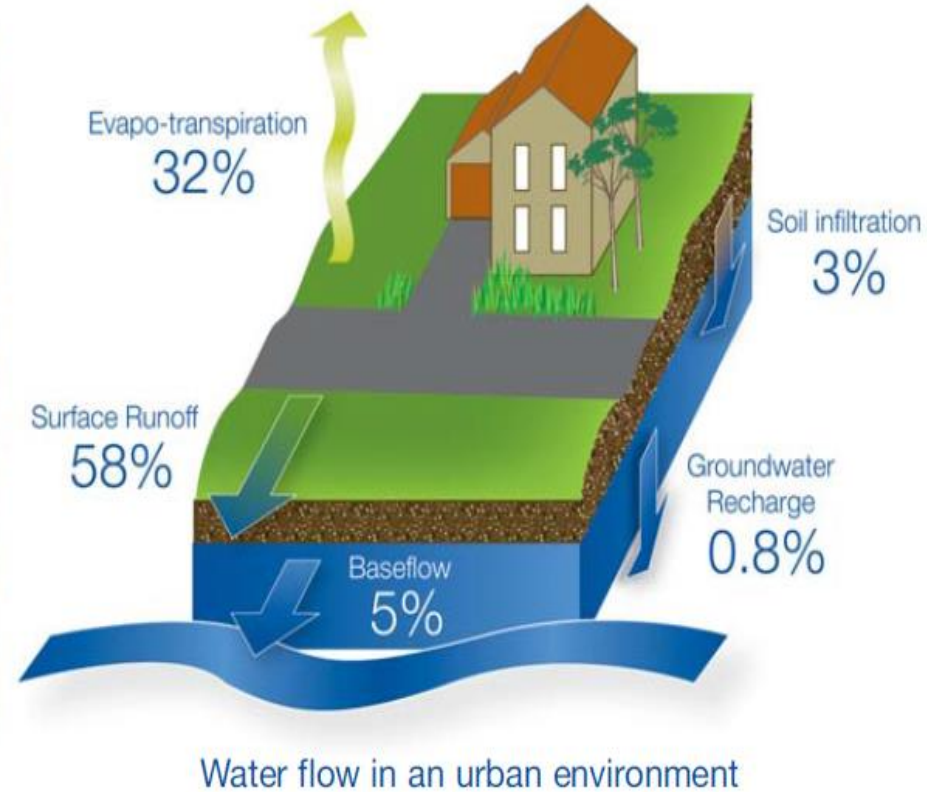 Evapo-transpiration
32%
Soil infiltration
3%
Surface Runoff
58%
Groundwater
Recharge
0.8%
Baseflow
5%
Water flow in an urban environment